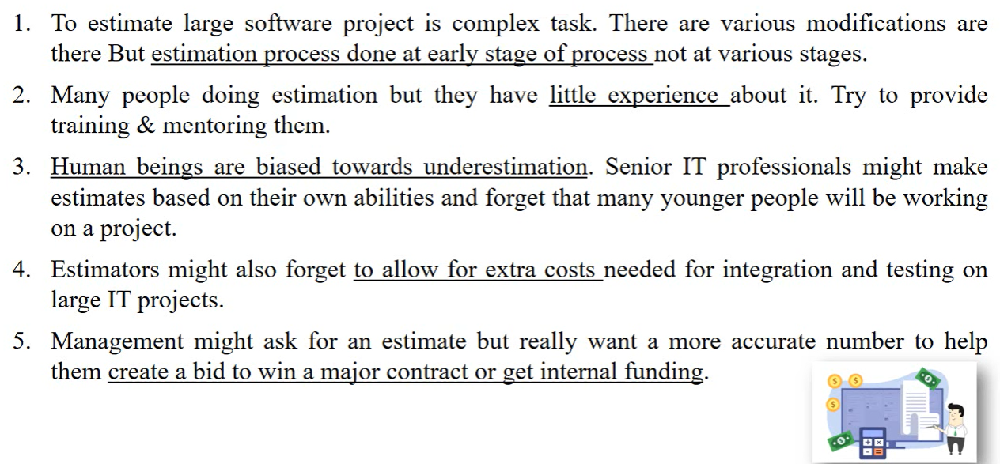 1. To estimate large software project is complex task. There are various modifications are
there But estimation process done at early stage of process not at various stages.
2. Many people doing estimation but they have little experience about it. Try to provide
training & mentoring them.
3. Human beings are biased towards underestimation. Senior IT professionals might make
estimates based on their own abilities and forget that many younger people will be working
on a project.
4. Estimators might also forget to allow for extra costs needed for integration and testing on
large IT projects.
5. Management might ask for an estimate but really want a more accurate number to help
them create a bid to win a major contract or get internal funding.